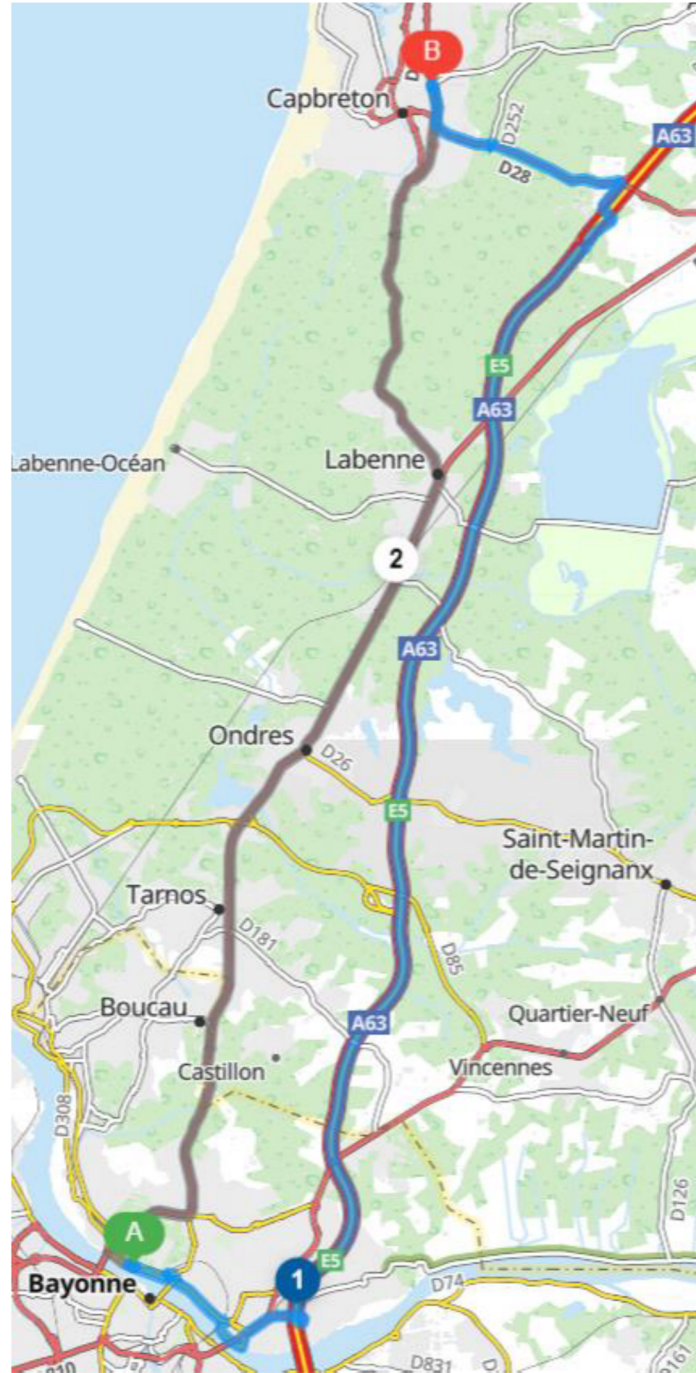 B
D
Capbreton
D252
A63
D28
E5
A63
Labenne-Océan
Labenne
2
A63
Ondres
D26
E5
Saint-Martin-
de-Seignanx
Tarnos
D181
D85
Boucau
A63
Quartier-Neuf
Castillon
Vincennes
D308
D126
A
E5
1
Bayonne
D74
D831
D161